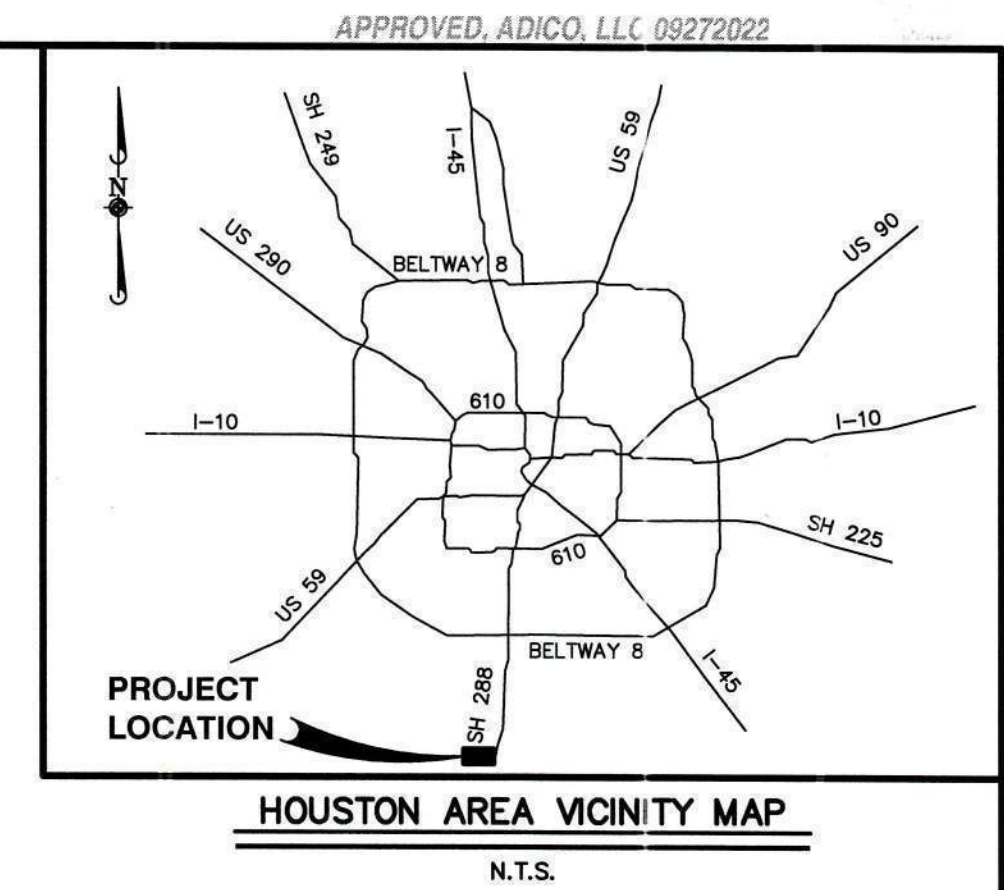 APPROVED, ADICO, LLC 09272022
SH 249
I-45
US 59
N
US 290
US 90
BELTWAY 8
610
I-10
I-10
SH 225
610
US 59
BELTWAY 8
I-45
SH 288
PROJECT
LOCATION
HOUSTON AREA VICINITY MAP
N.T.S.